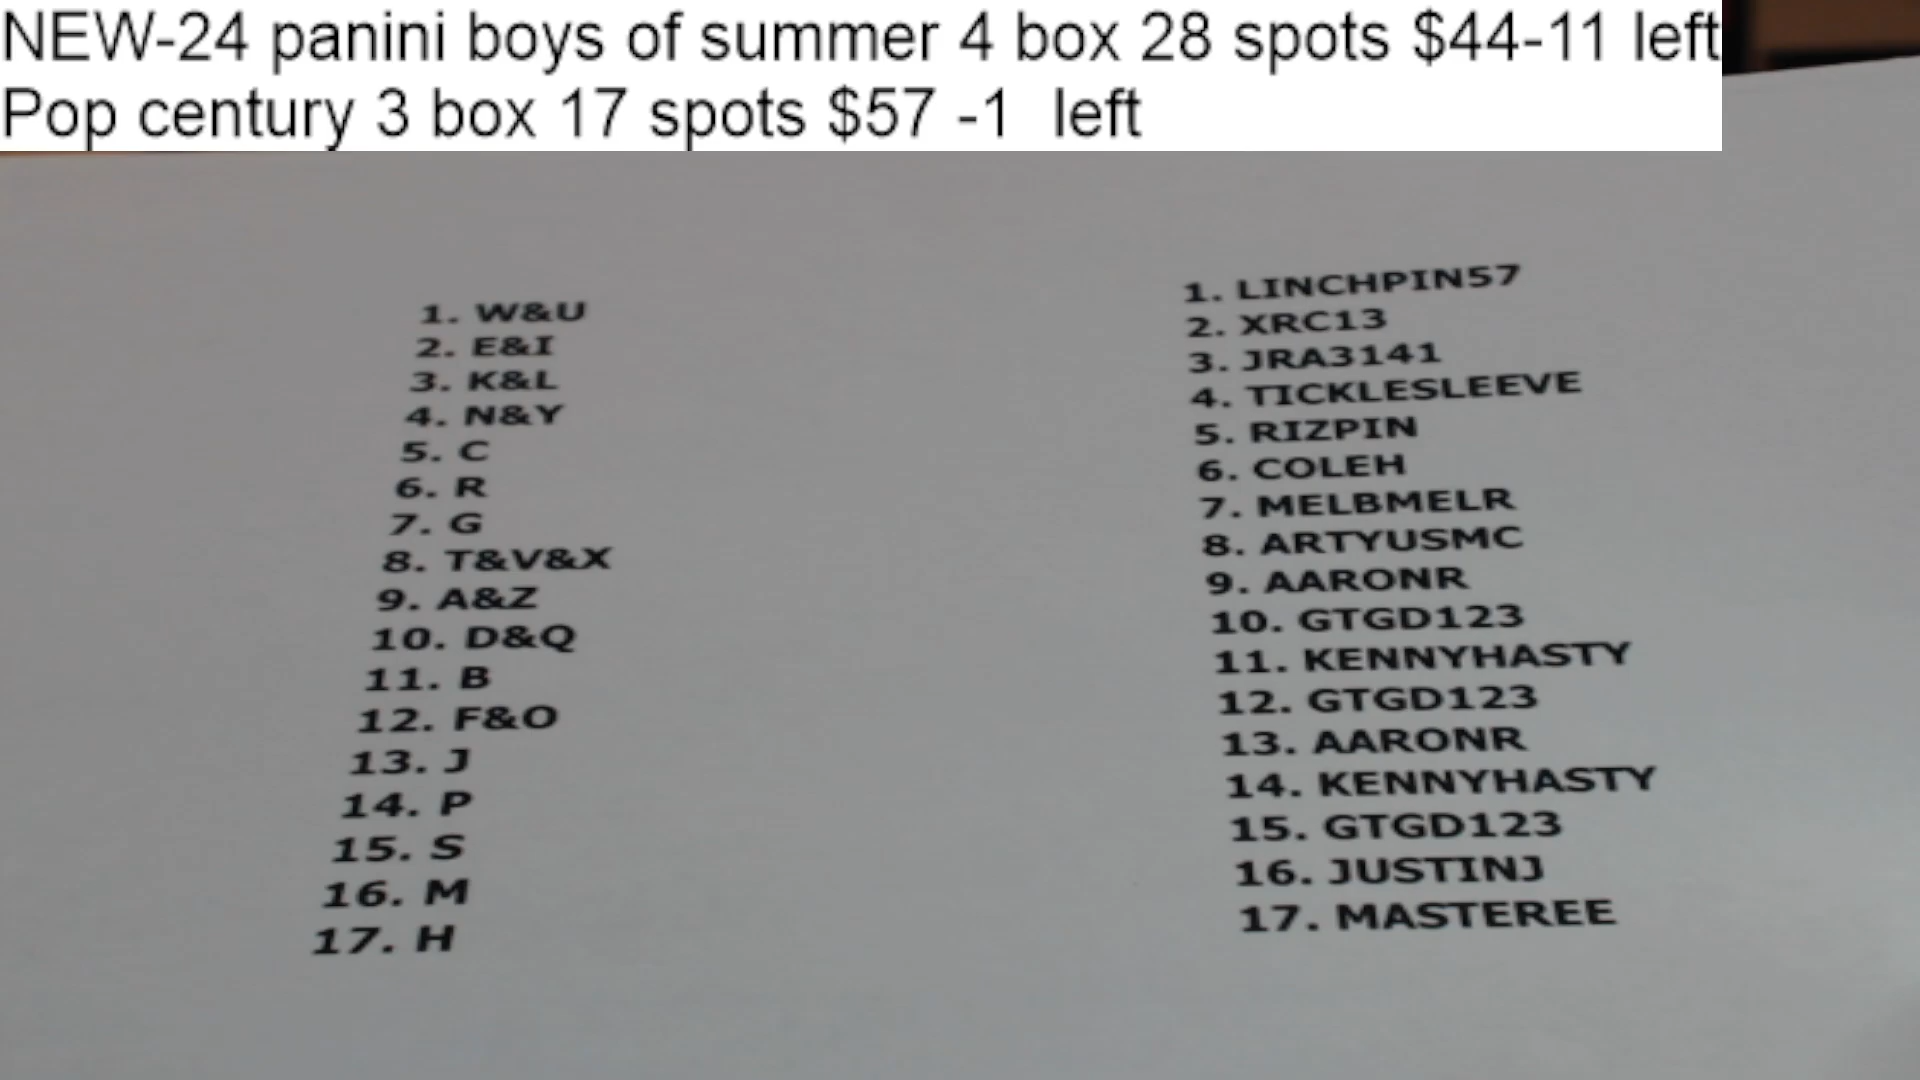 NEW-24 panini boys of summer 4 box 28 spots $44-11 left
Pop century 3 box 17 spots $57 -1 left
1. W&U
2. E&I
3. K&L
4. N&Y
5. C
6. R
7. G
8. T&V&X
9. A&Z
10. D&Q
11. B
12. F&O
13. J
14. P
15. S
16. M
17. H
1. LINCHPIN57
2. XRC13
3. JRA3141
4. TICKLESLEEVE
5. RIZPIN
6. COLEH
7. MELBMELR
8. ARTYUSMC
9. AARONR
10. GTGD123
11. KENNYHASTY
12. GTGD123
13. AARONR
14. KENNYHASTY
15. GTGD123
16. JUSTINJ
17. MASTEREE